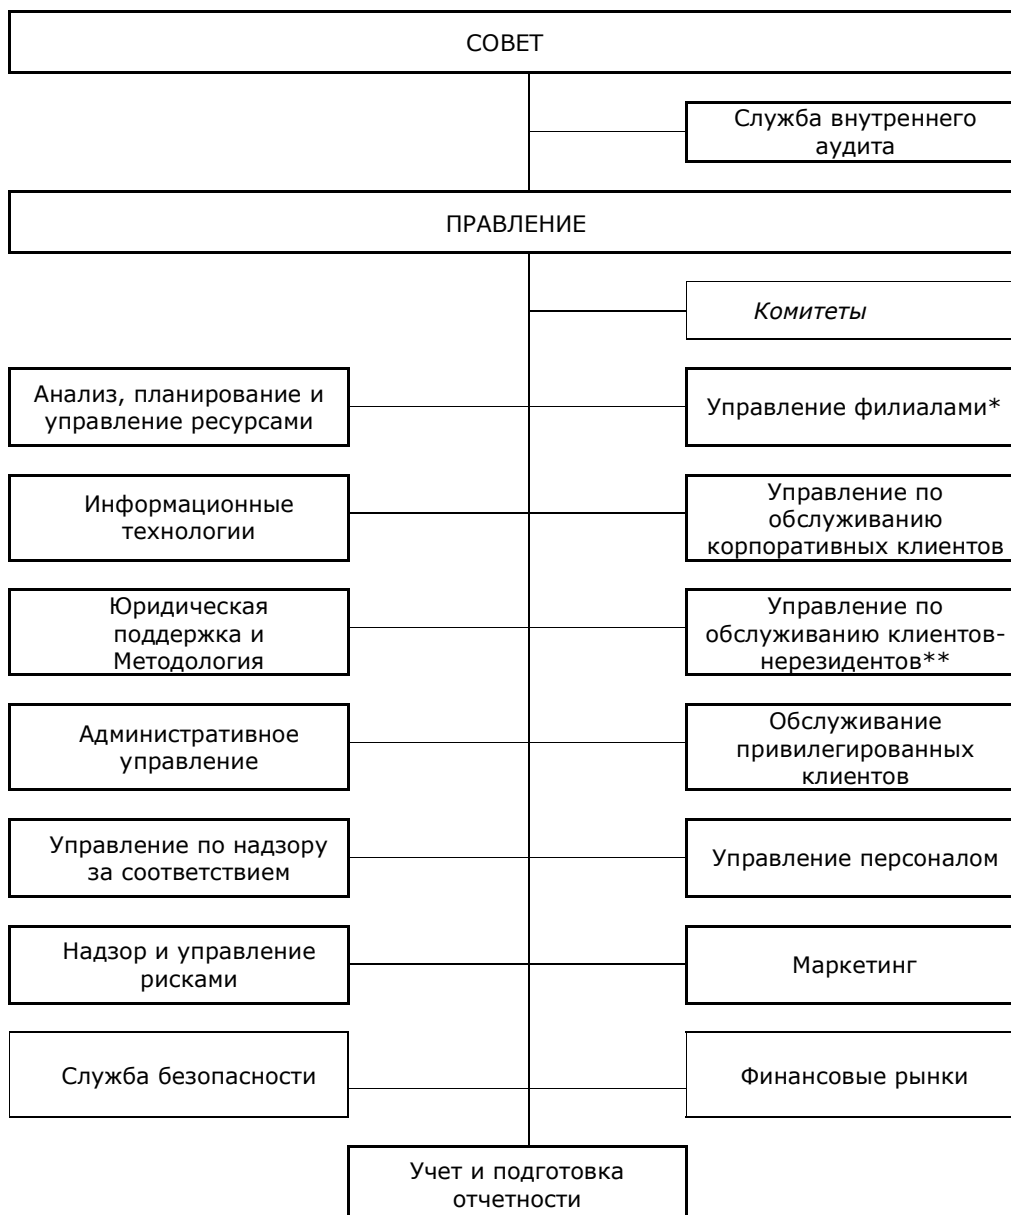 СОВЕТ
Служба внутреннего
аудита
ПРАВЛЕНИЕ
Комитеты
Анализ, планирование и
управление ресурсами
Управление филиалами*
Информационные
технологии
Управление по
обслуживанию
корпоративных клиентов
Юридическая
поддержка и
Методология
Управление по
обслуживанию клиентов-
нерезидентов**
Административное
управление
Обслуживание
привилегированных
клиентов
Управление по надзору
за соответствием
Управление персоналом
Надзор и управление
рисками
Маркетинг
Служба безопасности
Финансовые рынки
Учет и подготовка
отчетности